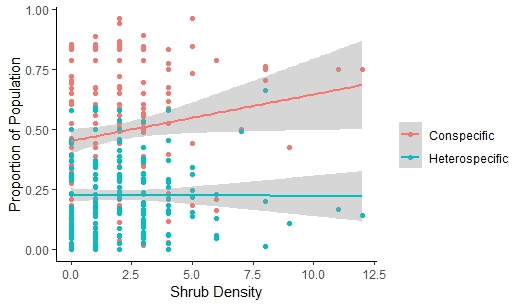 Proportion of Population
1.00
0.75
0.50
0.25
0.00
0.0 2.5 5.0 7.5 10.0 12.5
Shrub Density
Conspecific
Heterospecific